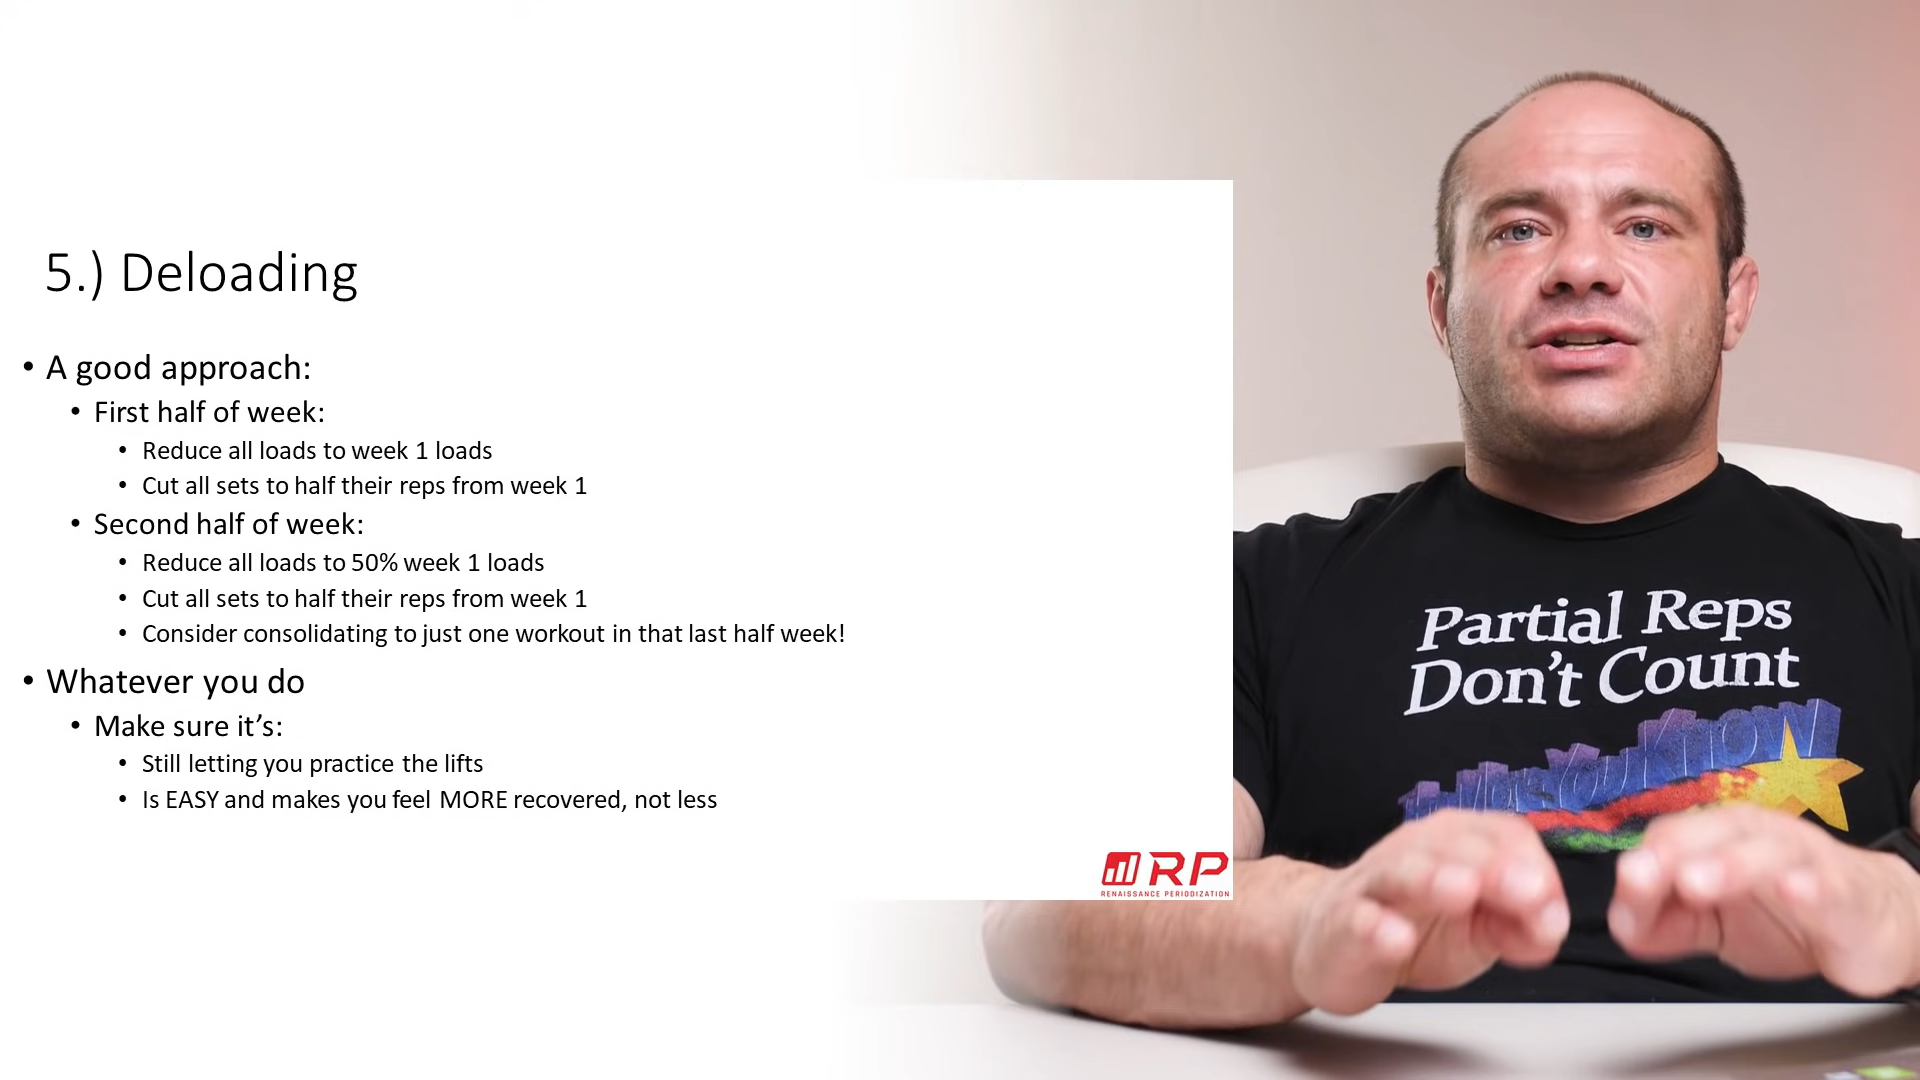 5.) Deloading
• A good approach:
• First half of week:
• Reduce all loads to week 1 loads
• Cut all sets to half their reps from week 1
• Second half of week:
• Reduce all loads to 50% week 1 loads
• Cut all sets to half their reps from week 1
• Consider consolidating to just one workout in that last half week!
• Whatever you do
• Make sure it’s:
• Still letting you practice the lifts
• Is EASY and makes you feel MORE recovered, not less
RP
RENAISSANCE PERIODIZATION
Partial Reps
Don't Count
The More You Know